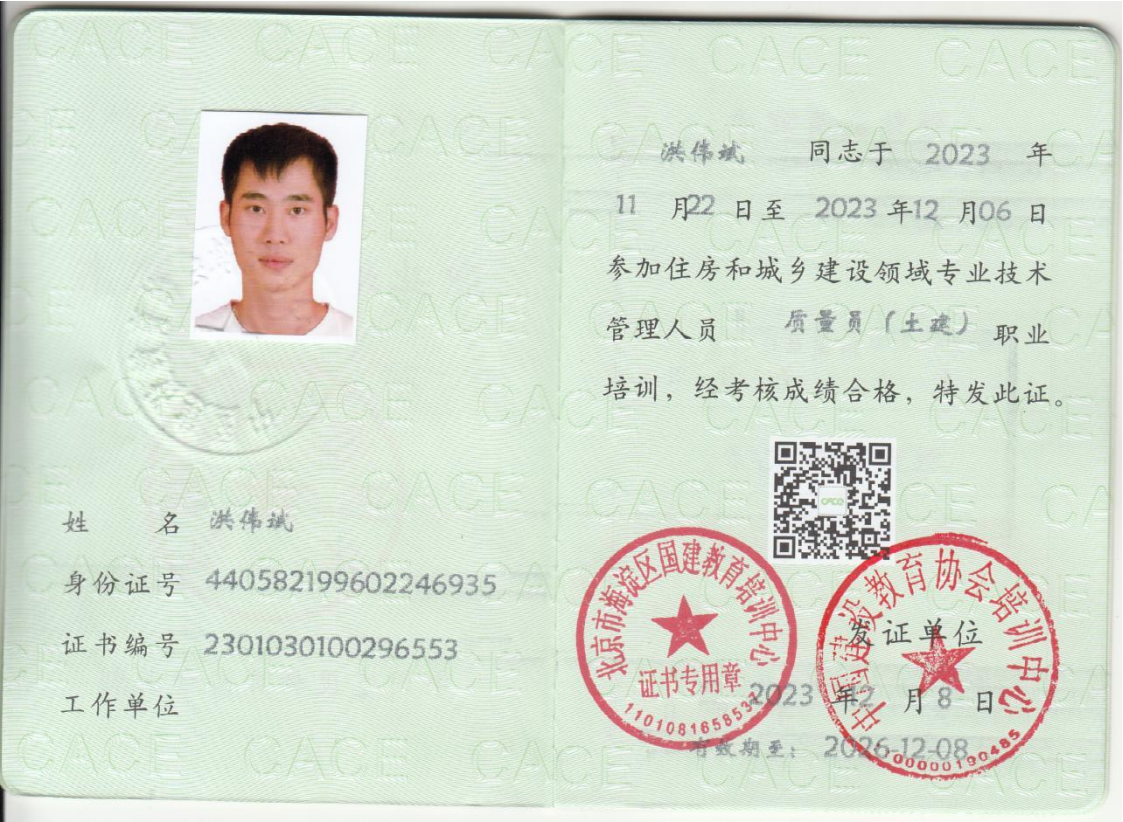 姓 名 洪伟斌
身份证号 440582199602246935
证书编号 2301030100296553
工作单位
洪伟斌 同志于 2023 年
11 月22 日至 2023 年12 月06 日
参加住房和城乡建设领域专业技术
管理人员 质量员（土建） 职业
培训，经考核成绩合格，特发此证。
CACE
北京市海淀区国建教育培训中心
证书专用章
中国建设教育协会培训中心
发证单位
2023 年12 月 8 日
有效期至： 2026-12-08